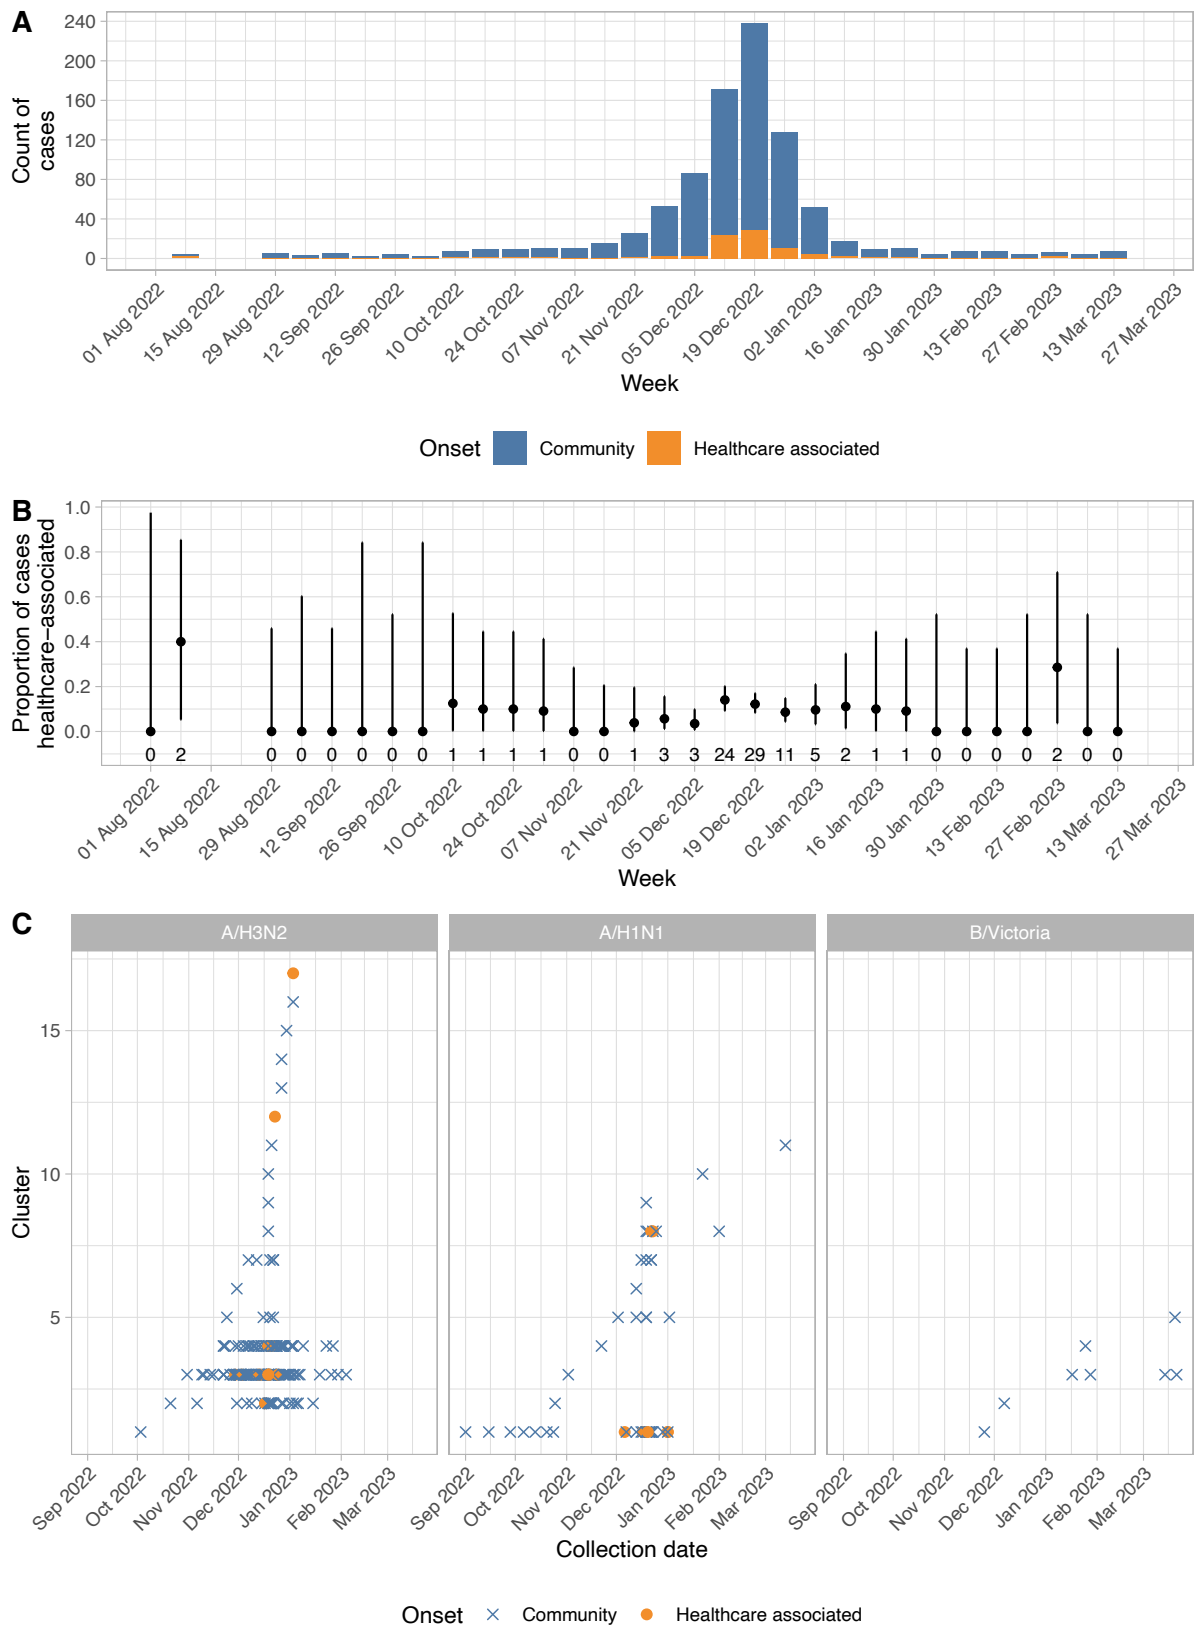 A
Count of
cases
240
200
160
120
80
40
0
01 Aug 2022
15 Aug 2022
29 Aug 2022
12 Sep 2022
26 Sep 2022
10 Oct 2022
24 Oct 2022
07 Nov 2022
21 Nov 2022
05 Dec 2022
19 Dec 2022
02 Jan 2023
16 Jan 2023
30 Jan 2023
13 Feb 2023
27 Feb 2023
13 Mar 2023
27 Mar 2023
Week
Onset Community Healthcare associated
B
Proportion of cases
healthcare−associated
1.0
0.8
0.6
0.4
0.2
0.0
0 2 0 0 0 0 0 0 1 1 1 1 0 0 1 3 3 24 29 11 5 2 1 1 0 0 0 0 2 0 0
01 Aug 2022
15 Aug 2022
29 Aug 2022
12 Sep 2022
26 Sep 2022
10 Oct 2022
24 Oct 2022
07 Nov 2022
21 Nov 2022
05 Dec 2022
19 Dec 2022
02 Jan 2023
16 Jan 2023
30 Jan 2023
13 Feb 2023
27 Feb 2023
13 Mar 2023
27 Mar 2023
Week
C
A/H3N2 A/H1N1 B/Victoria
Cluster
15
10
5
Sep 2022
Oct 2022
Nov 2022
Dec 2022
Jan 2023
Feb 2023
Mar 2023
Sep 2022
Oct 2022
Nov 2022
Dec 2022
Jan 2023
Feb 2023
Mar 2023
Sep 2022
Oct 2022
Nov 2022
Dec 2022
Jan 2023
Feb 2023
Mar 2023
Collection date
Onset Community Healthcare associated